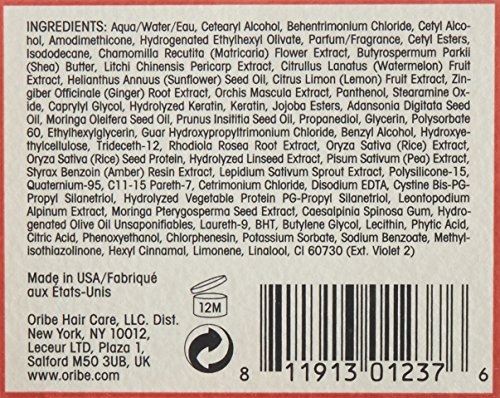 INGREDIENTS: Aqua/Water/Eau, Cetearyl Alcohol, Behentrimonium Chloride, Cetyl Alco-
hol, Amodimethicone, Hydrogenated Ethylhexyl Olivate, Parfum/Fragrance, Cetyl Esters,
Isododecane, Chamomilla Recutita (Matricaria) Flower Extract, Butyrospermum Parkii
(Shea) Butter, Litchi Chinensis Pericarp Extract, Citrullus Lanatus (Watermelon) Fruit
Extract, Helianthus Annuus (Sunflower) Seed Oil, Citrus Limon (Lemon) Fruit Extract, Zin-
giber Officinale (Ginger) Root Extract, Orchis Mascula Extract, Panthenol, Stearamine Ox-
ide, Caprylyl Glycol, Hydrolyzed Keratin, Keratin, Jojoba Esters, Adansonia Digitata Seed
Oil, Moringa Oleifera Seed Oil, Prunus Insititia Seed Oil, Propanediol, Glycerin, Polysorbate
60, Ethylhexylglycerin, Guar Hydroxypropyltrimonium Chloride, Benzyl Alcohol, Hydroxye-
thylcellulose, Trideceth-12, Rhodiola Rosea Root Extract, Oryza Sativa (Rice) Extract,
Oryza Sativa (Rice) Seed Protein, Hydrolyzed Linseed Extract, Pisum Sativum (Pea) Extract,
Styrax Benzoin (Amber) Resin Extract, Lepidium Sativum Sprout Extract, Polysilicone-15,
Quaternium-95, C11-15 Pareth-7, Cetrimonium Chloride, Disodium EDTA, Cystine Bis-PG-
Propyl Silanetriol, Hydrolyzed Vegetable Protein PG-Propyl Silanetriol, Leontopodium
Alpinum Extract, Moringa Pterygosperma Seed Extract, Caesalpinia Spinosa Gum, Hydro-
genated Olive Oil Unsaponifiables, Laureth-9, BHT, Butylene Glycol, Lecithin, Phytic Acid,
Citric Acid, Phenoxyethanol, Chlorphenesin, Potassium Sorbate, Sodium Benzoate, Methyl-
isothiazolinone, Hexyl Cinnamal, Limonene, Linalool, CI 60730 (Ext. Violet 2)
Made in USA/Fabriqué
aux États-Unis
12M
Oribe Hair Care, LLC. Dist.
New York, NY 10012,
Leceur LTD, Plaza 1,
Salford M50 3UB, UK
www.oribe.com
8 11913 01237 6